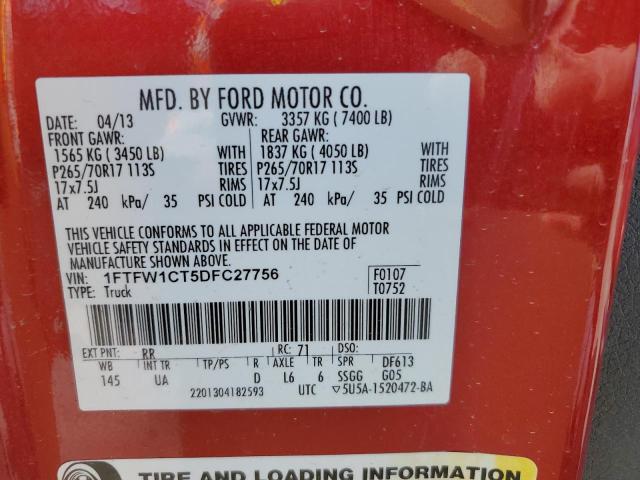 MFD. BY FORD MOTOR CO.
DATE: 04/13 GVWR: 3357 KG ( 7400 LB)
FRONT GAWR: REAR GAWR:
1565 KG ( 3450 LB) WITH 1837 KG ( 4050 LB) WITH
P265/70R17 113S TIRES P265/70R17 113S TIRES
17x7.5J RIMS 17x7.5J RIMS
AT 240 kPa/ 35 PSI COLD AT 240 kPa/ 35 PSI COLD
THIS VEHICLE CONFORMS TO ALL APPLICABLE FEDERAL MOTOR
VEHICLE SAFETY STANDARDS IN EFFECT ON THE DATE OF
MANUFACTURE SHOWN ABOVE.
VIN: 1FTFW1CT5DFC27756 F0107
TYPE: Truck T0752
EXT PNT: RR RC: 71 DSO:
WB INT TR TP/PS R AXLE TR SPR DF613
145 UA D L6 6 SSGG G05
2201304182593 UTC ▽5U5A-1520472-BA
TIRE AND LOADING INFORMATION